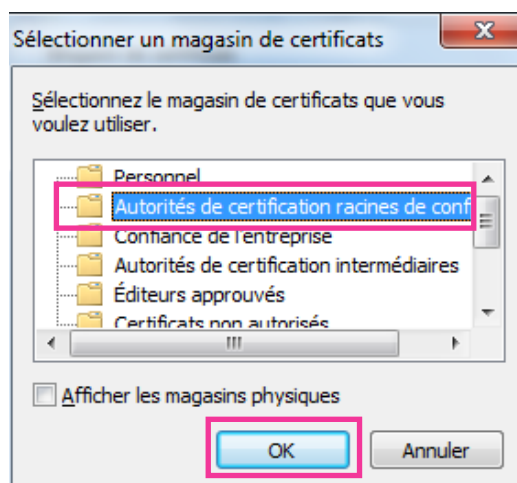 Sélectionner un magasin de certificats
Sélectionnez le magasin de certificats que vous
voulez utiliser.
Personnel
Autorités de certification racines de conf
Confiance de l'entreprise
Autorités de certification intermédiaires
Éditeurs approuvés
Certificats non autorisés
Afficher les magasins physiques
OK Annuler